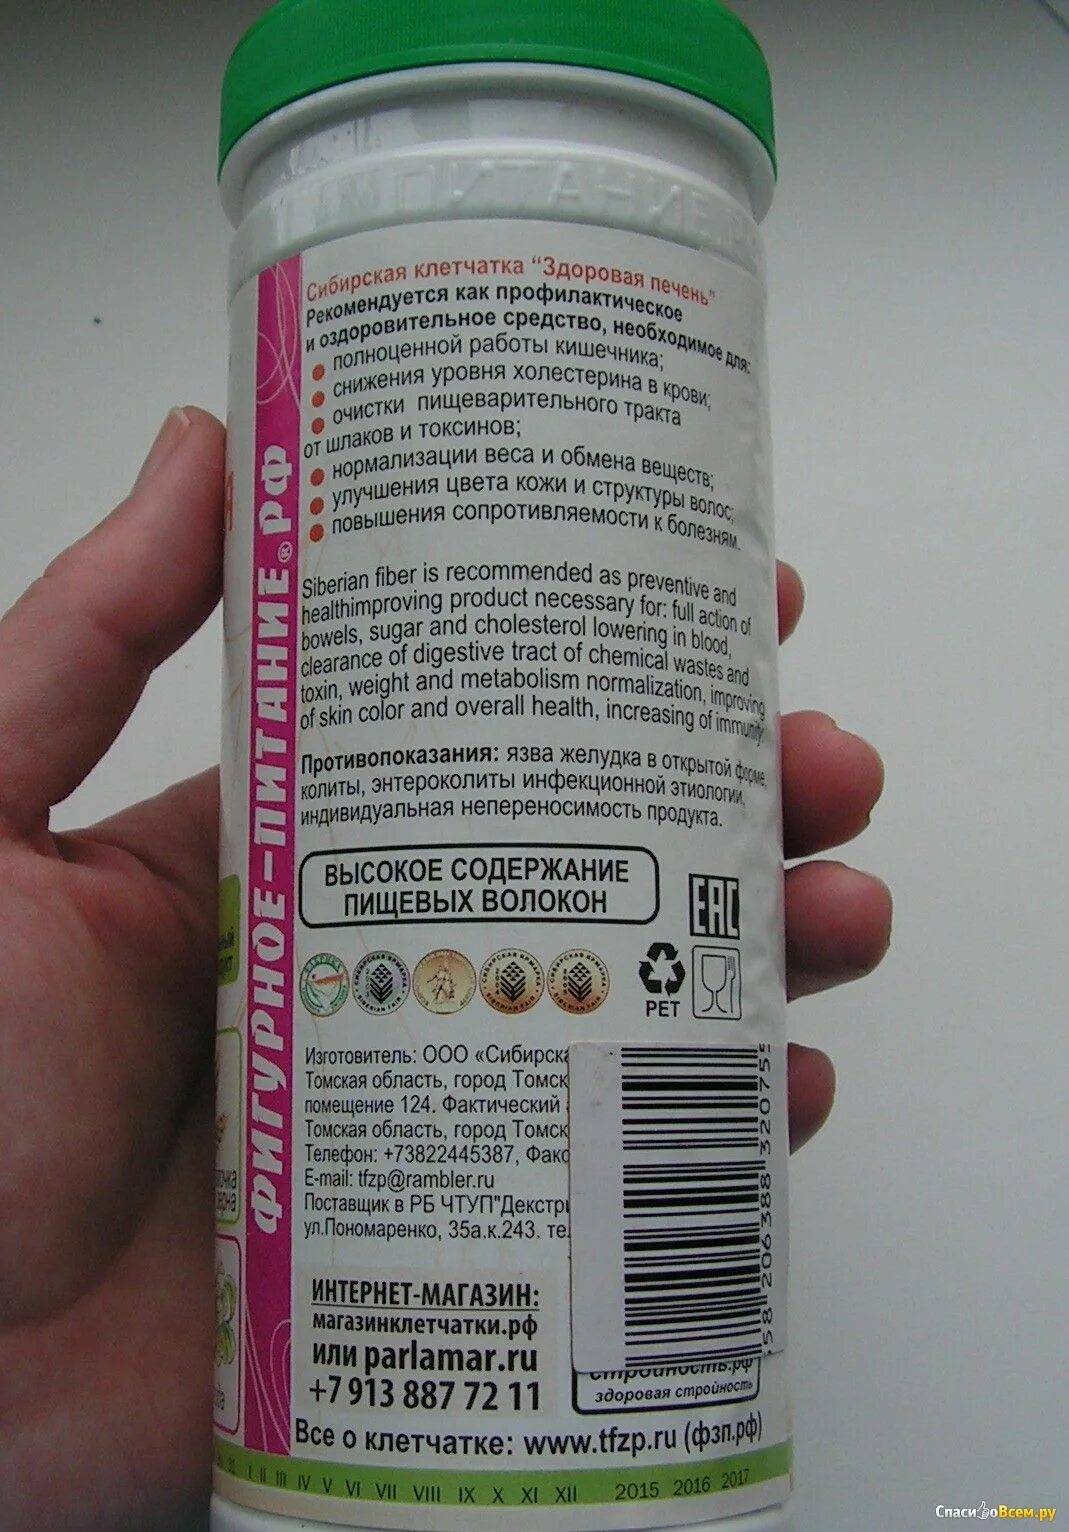 Сибирская клетчатка "Здоровая печень"
Рекомендуется как профилактическое
и оздоровительное средство, необходимое для:
полноценной работы кишечника;
снижения уровня холестерина в крови;
очистки пищеварительного тракта
от шлаков и токсинов;
нормализации веса и обмена веществ;
улучшения цвета кожи и структуры волос;
повышения сопротивляемости к болезням.
Siberian fiber is recommended as preventive and
healthimproving product necessary for: full action of
bowels, sugar and cholesterol lowering in blood,
clearance of digestive tract of chemical wastes and
toxin, weight and metabolism normalization, improving
of skin color and overall health, increasing of immunity.
Противопоказания: язва желудка в открытой форме,
колиты, энтероколиты инфекционной этиологии,
индивидуальная непереносимость продукта.
ВЫСОКОЕ СОДЕРЖАНИЕ
ПИЩЕВЫХ ВОЛОКОН
EAC
PET
ФИГУРНОЕ-ПИТАНИЕ®РФ
Изготовитель: ООО «Сибирска
Томская область, город Томск
помещение 124. Фактический
Томская область, город Томск
Телефон: +73822445387, Факс
E-mail: tfzp@rambler.ru
Поставщик в РБ ЧТУП"Декстри
ул.Пономаренко, 35а.к.243. те
ИНТЕРНЕТ-МАГАЗИН:
магазинклетчатки.рф
или parlamar.ru
+7 913 887 72 11
стройность.рф
здоровая стройность
Все о клетчатке: www.tfzp.ru (фзп.рф)
I II III IV V VI VII VIII IX X XI XII 2015 2016 2017
СпасибоВсем.ру